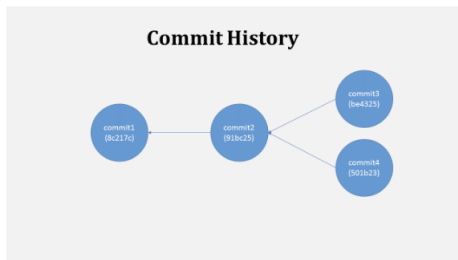 Commit History
commit1
(8c217c)
commit2
(91bc25)
commit3
(be4325)
commit4
(501b23)